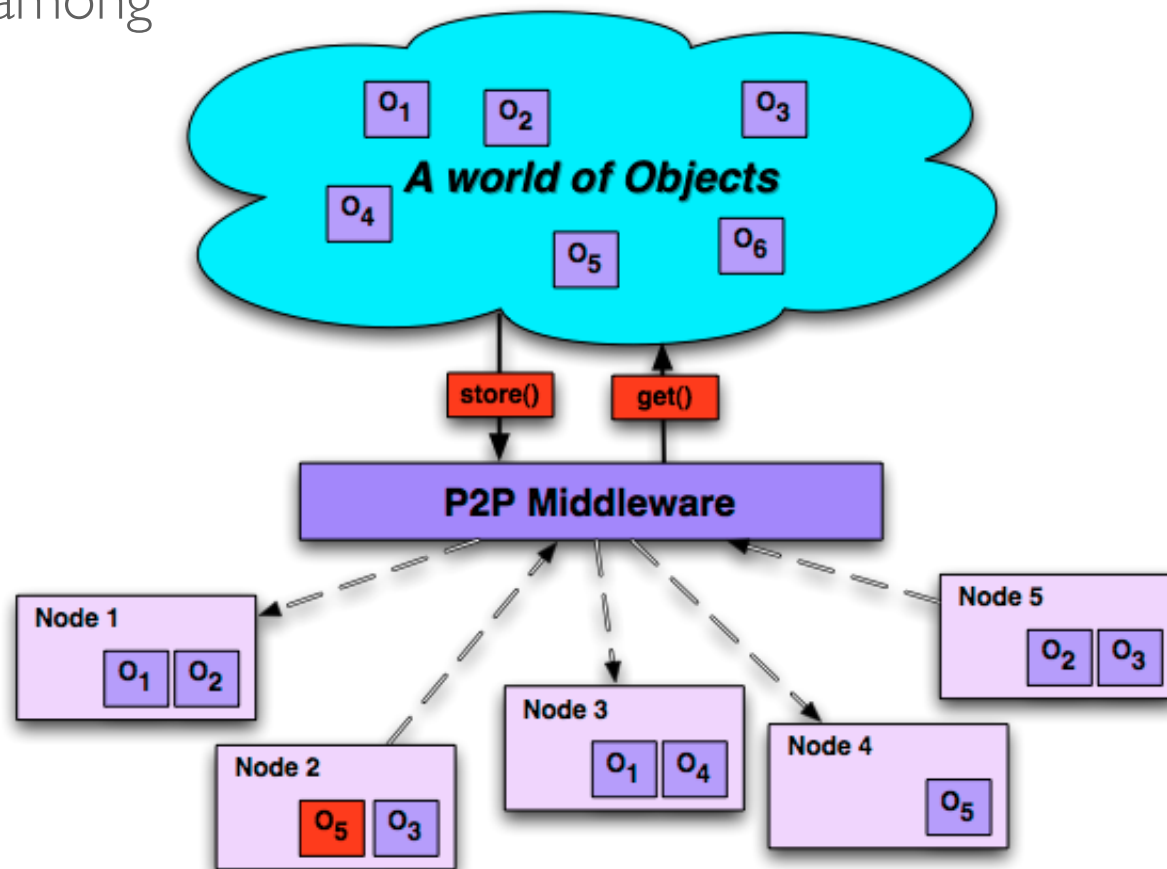 among
O1
O2
O3
A world of Objects
O4
O5
O6
store()
get()
P2P Middleware
Node 1
O1 O2
Node 2
O5 O3
Node 3
O1 O4
Node 4
O5
Node 5
O2 O3